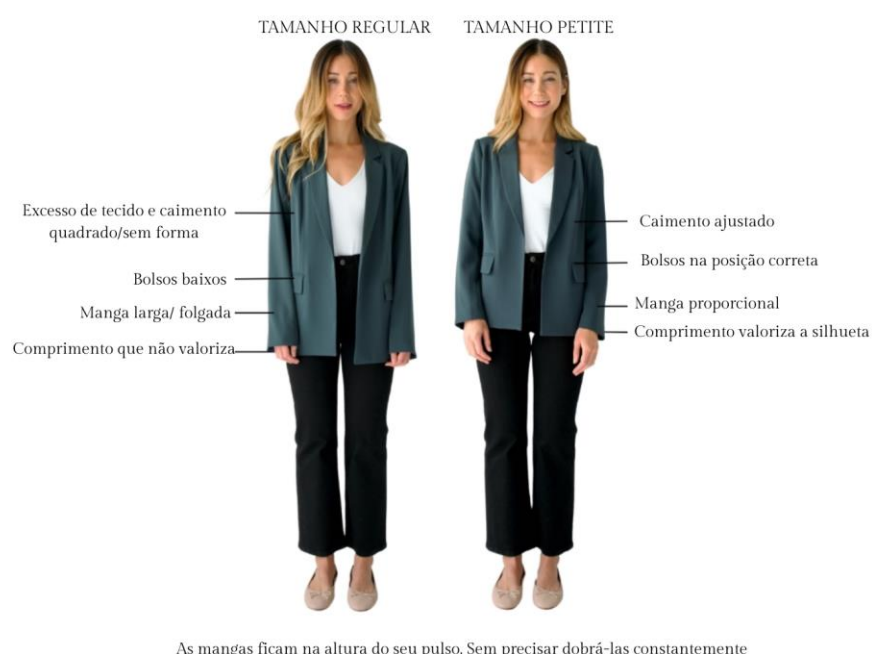 TAMANHO REGULAR
TAMANHO PETITE
Excesso de tecido e caimento
quadrado/sem forma
Bolsos baixos
Manga larga/ folgada
Comprimento que não valoriza
Caimento ajustado
Bolsos na posição correta
Manga proporcional
Comprimento valoriza a silhueta
As mangas ficam na altura do seu pulso. Sem precisar dobrá-las constantemente